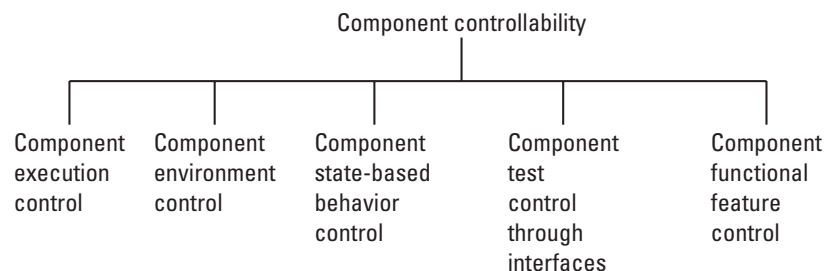 Component controllability
Component
execution
control
Component
environment
control
Component
state-based
behavior
control
Component
test
control
through
interfaces
Component
functional
feature
control